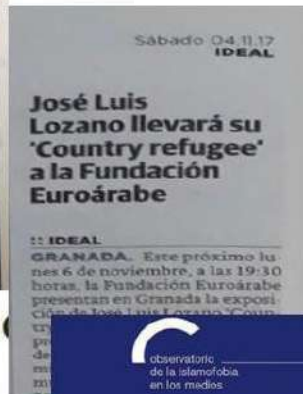 Sábado 04.11.17
IDEAL
José Luis
Lozano llevará su
'Country refugee'
a la Fundación
Euroárabe
:: IDEAL
GRANADA. Este próximo lu-
nes 6 de noviembre, a las 19:30
horas, la Fundación Euroárabe
presentan en Granada la exposi-
ción de José Luis Lozano 'Coun-
observatorio
de la islamofobia
en los medios